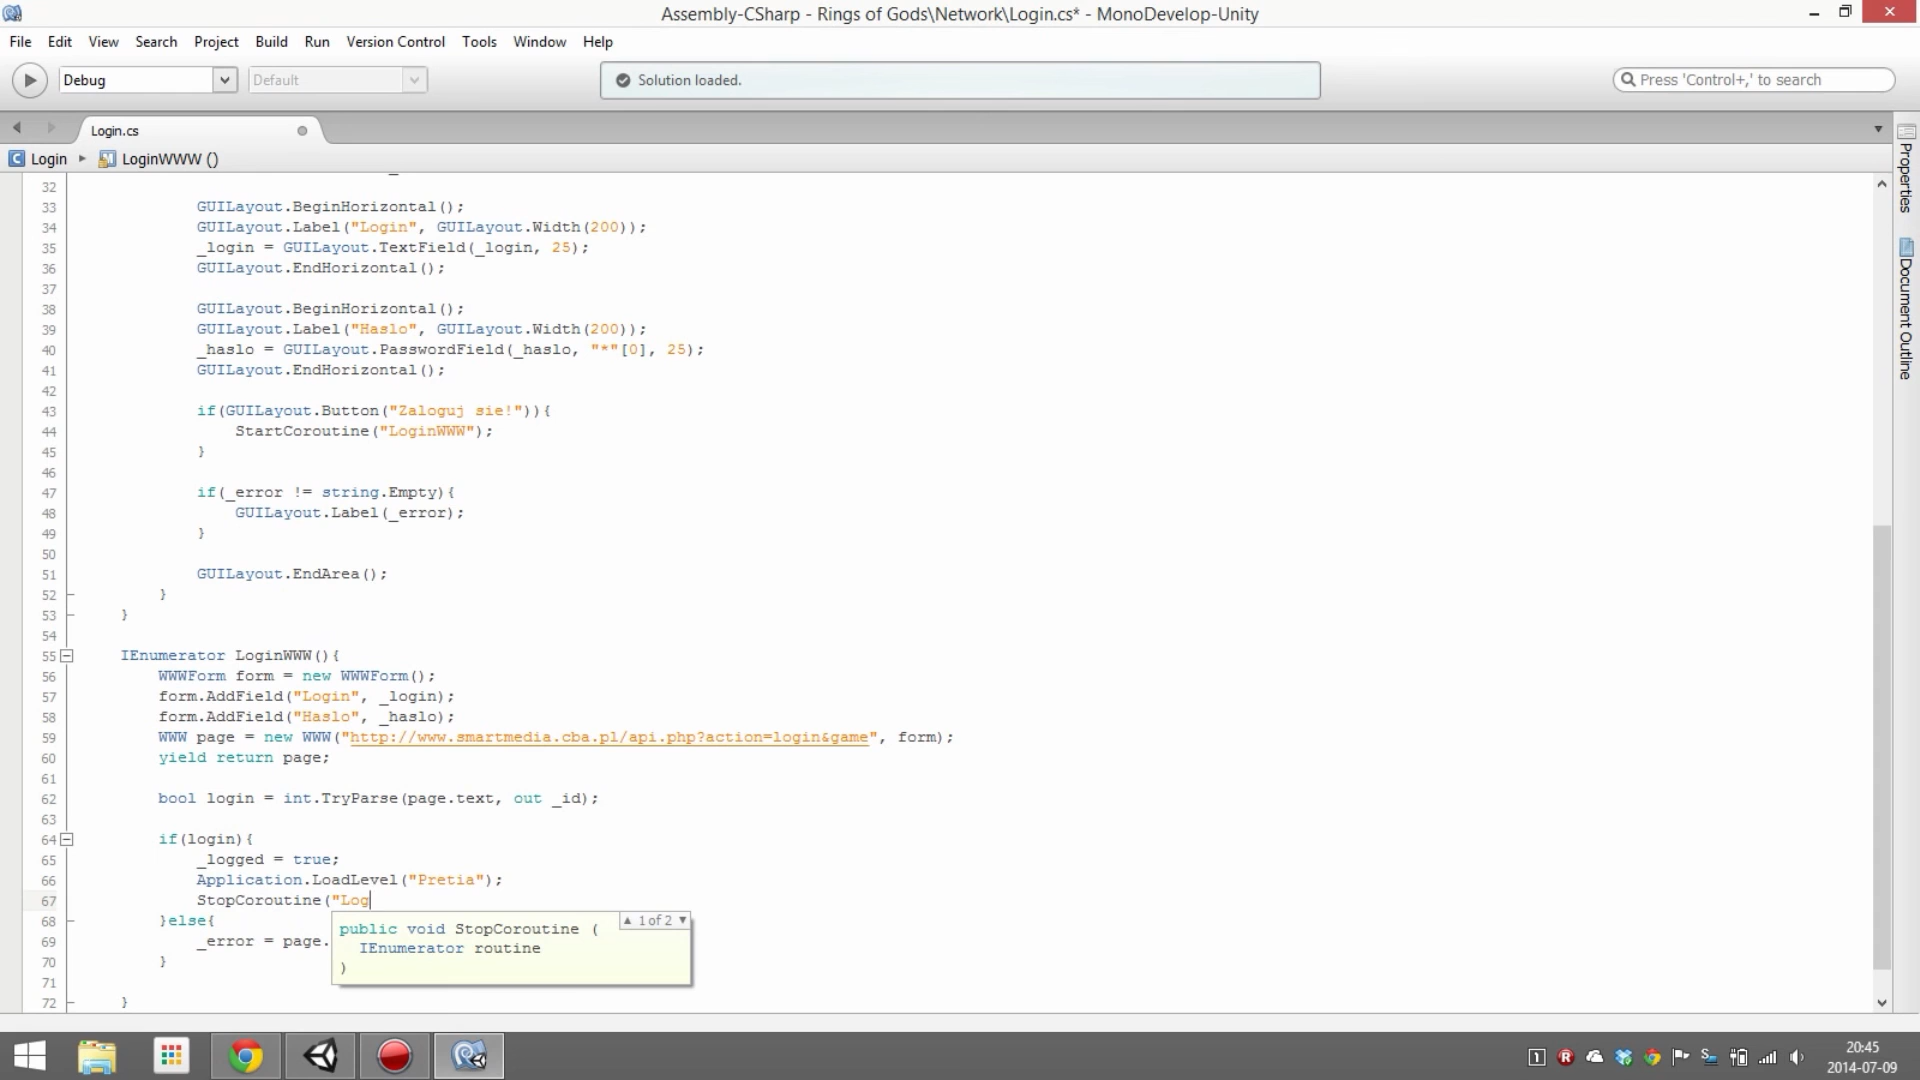 Assembly-CSharp - Rings of Gods\Network\Login.cs* - MonoDevelop-Unity
File Edit View Search Project Build Run Version Control Tools Window Help
Debug Default Solution loaded. Press 'Control+,' to search
Login.cs
Login LoginWWW ()
Properties
Document Outline
32
33 GUILayout.BeginHorizontal();
34 GUILayout.Label("Login", GUILayout.Width(200));
35 _login = GUILayout.TextField(_login, 25);
36 GUILayout.EndHorizontal();
37
38 GUILayout.BeginHorizontal();
39 GUILayout.Label("Haslo", GUILayout.Width(200));
40 _haslo = GUILayout.PasswordField(_haslo, "*"[0], 25);
41 GUILayout.EndHorizontal();
42
43 if(GUILayout.Button("Zaloguj sie!")){
44 StartCoroutine("LoginWWW");
45 }
46
47 if(_error != string.Empty){
48 GUILayout.Label(_error);
49 }
50
51 GUILayout.EndArea();
52 }
53 }
54
55 IEnumerator LoginWWW(){
56 WWWForm form = new WWWForm();
57 form.AddField("Login", _login);
58 form.AddField("Haslo", _haslo);
59 WWW page = new WWW("http://www.smartmedia.cba.pl/api.php?action=login&game", form);
60 yield return page;
61
62 bool login = int.TryParse(page.text, out _id);
63
64 if(login){
65 _logged = true;
66 Application.LoadLevel("Pretia");
67 StopCoroutine("Log
68 }else{
69 _error = page.
70 }
71
72 }
1 of 2
public void StopCoroutine (
IEnumerator routine
)
20:45
2014-07-09